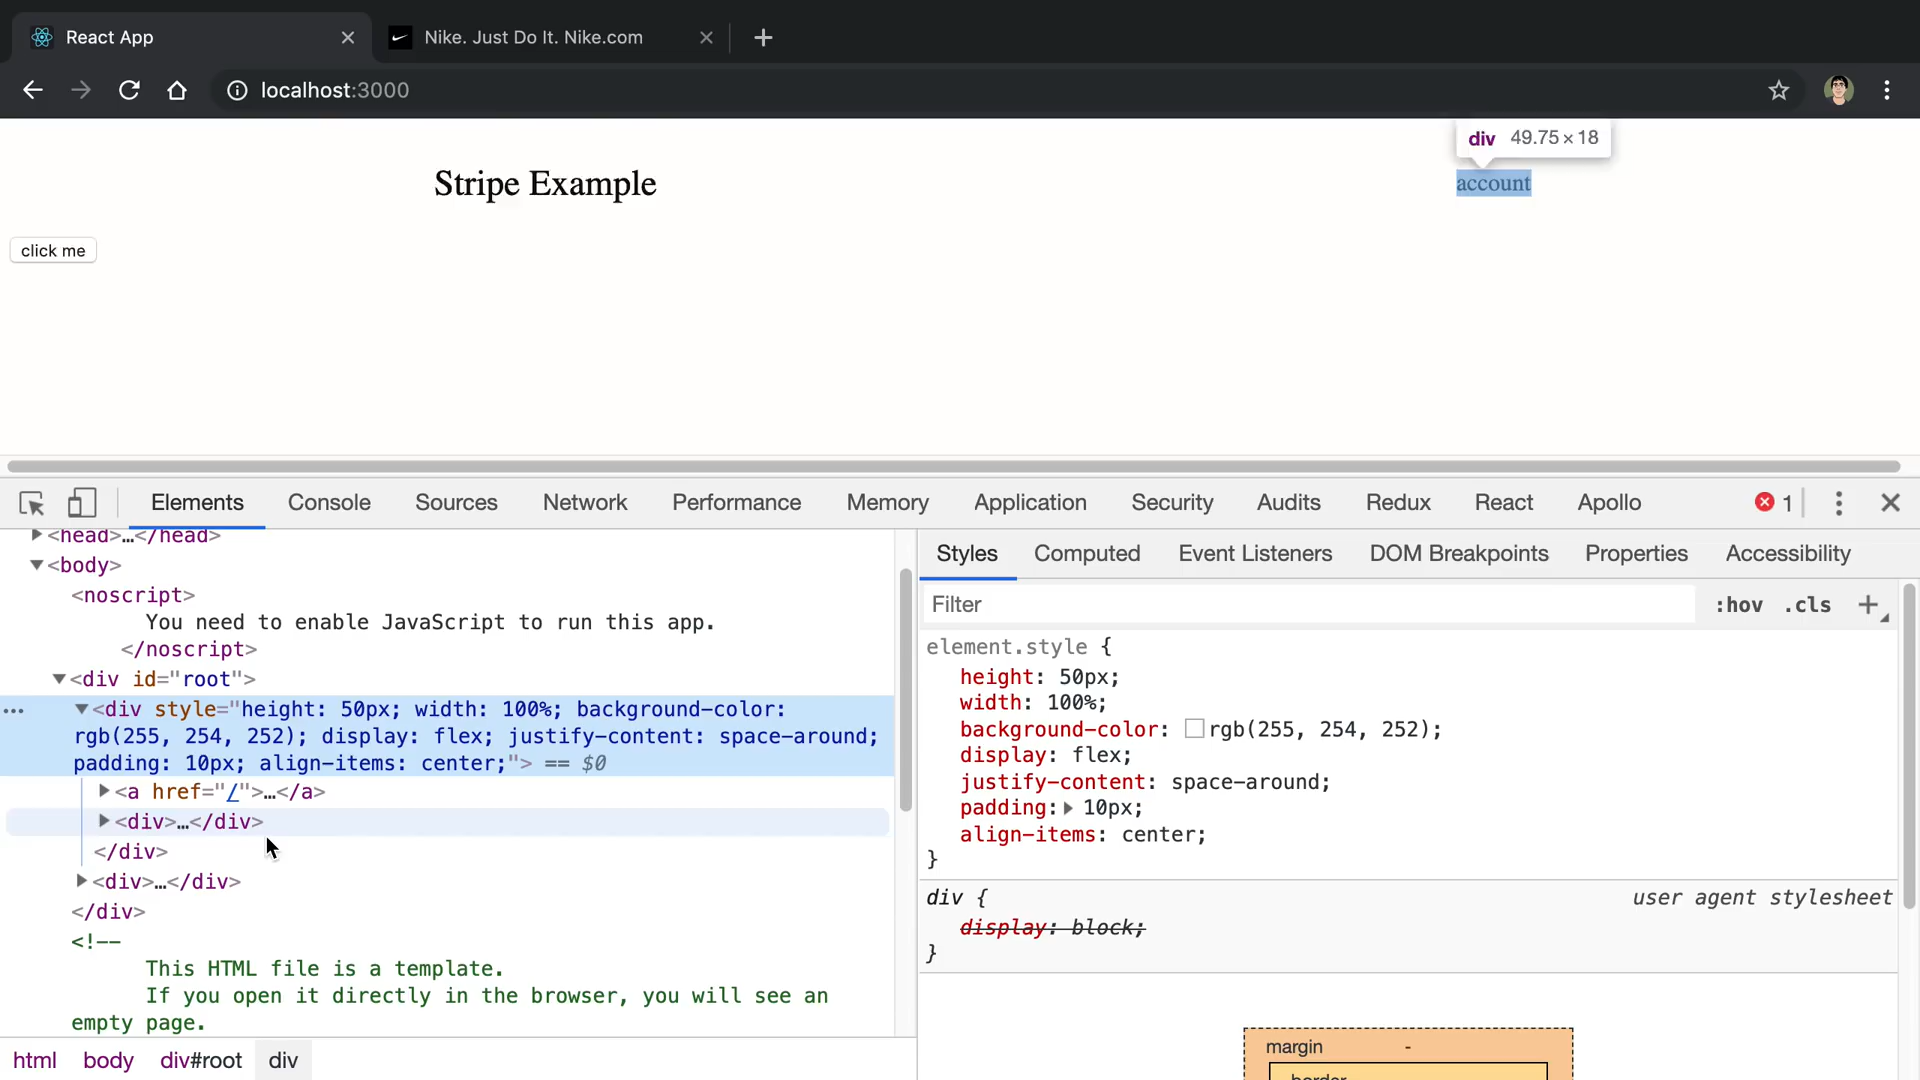 React App
Nike. Just Do It. Nike.com
localhost:3000
div 49.75 × 18
Stripe Example
account
click me
Elements Console Sources Network Performance Memory Application Security Audits Redux React Apollo 1
<head>…</head>
<body>
<noscript>
You need to enable JavaScript to run this app.
</noscript>
<div id="root">
<div style="height: 50px; width: 100%; background-color:
rgb(255, 254, 252); display: flex; justify-content: space-around;
padding: 10px; align-items: center;"> == $0
<a href="/">…</a>
<div>…</div>
</div>
<div>…</div>
</div>
<!--
This HTML file is a template.
If you open it directly in the browser, you will see an
empty page.
html body div#root div
Styles Computed Event Listeners DOM Breakpoints Properties Accessibility
Filter :hov .cls
element.style {
height: 50px;
width: 100%;
background-color: rgb(255, 254, 252);
display: flex;
justify-content: space-around;
padding: 10px;
align-items: center;
}
div { user agent stylesheet
display: block;
}
margin -